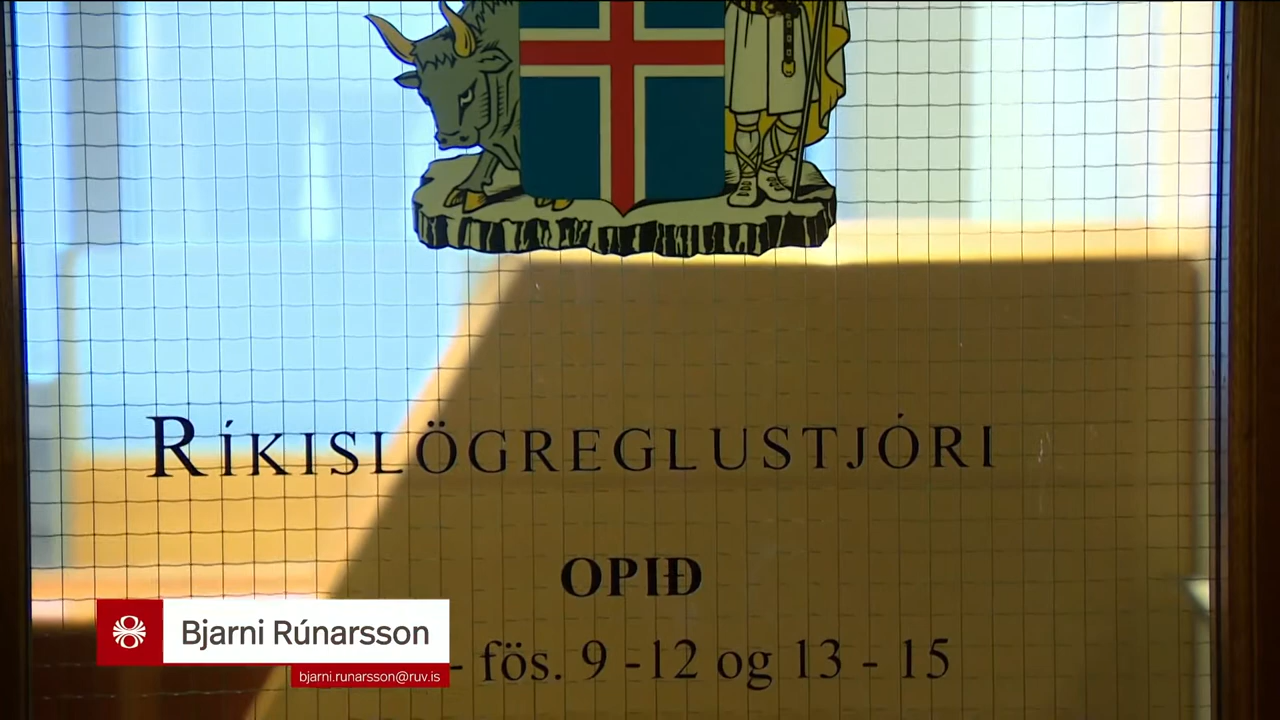 RÍKISLÖGREGLUSTJÓRI
OPIÐ
- fös. 9 -12 og 13 - 15
Bjarni Rúnarsson
bjarni.runarsson@ruv.is